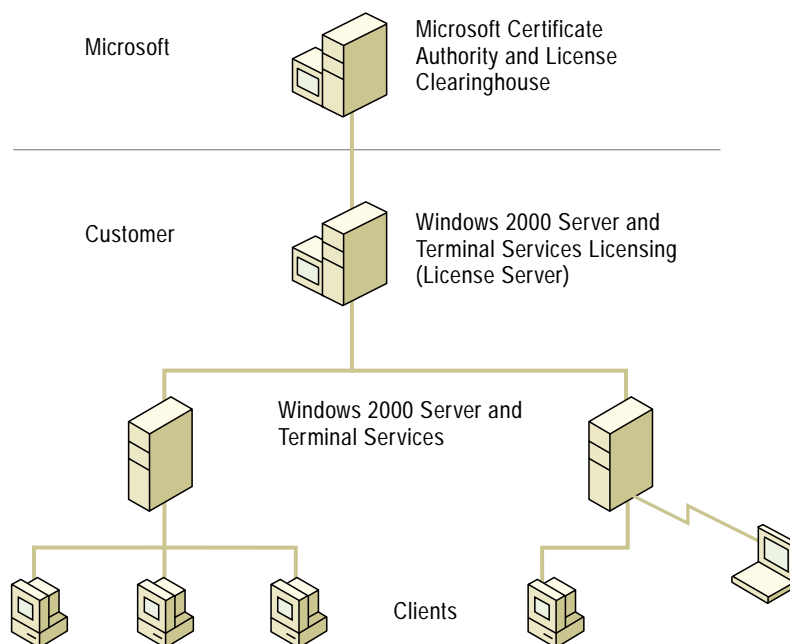 Microsoft
Microsoft Certificate
Authority and License
Clearinghouse
Customer
Windows 2000 Server and
Terminal Services Licensing
(License Server)
Windows 2000 Server and
Terminal Services
Clients